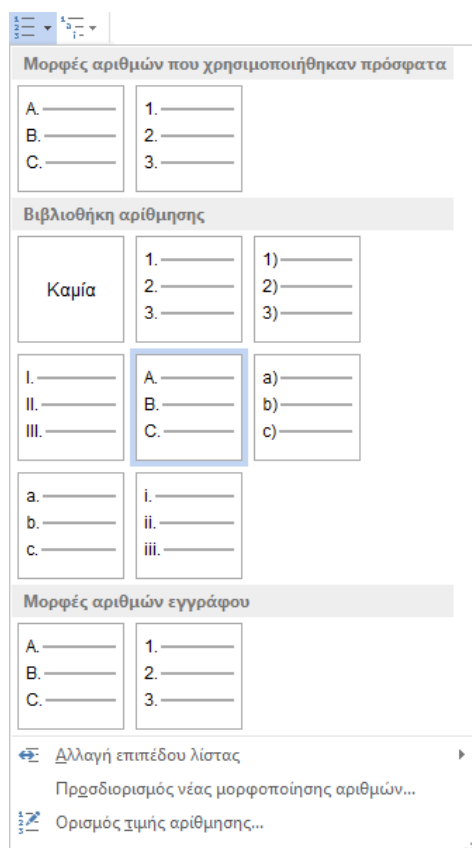 Μορφές αριθμών που χρησιμοποιήθηκαν πρόσφατα
A. 1.
B. 2.
C. 3.
Βιβλιοθήκη αρίθμησης
Καμία
1. 1)
2. 2)
3. 3)
I. A. a)
II. B. b)
III. C. c)
a. i.
b. ii.
c. iii.
Μορφές αριθμών εγγράφου
A. 1.
B. 2.
C. 3.
Αλλαγή επιπέδου λίστας
Προσδιορισμός νέας μορφοποίησης αριθμών...
Ορισμός τιμής αρίθμησης...